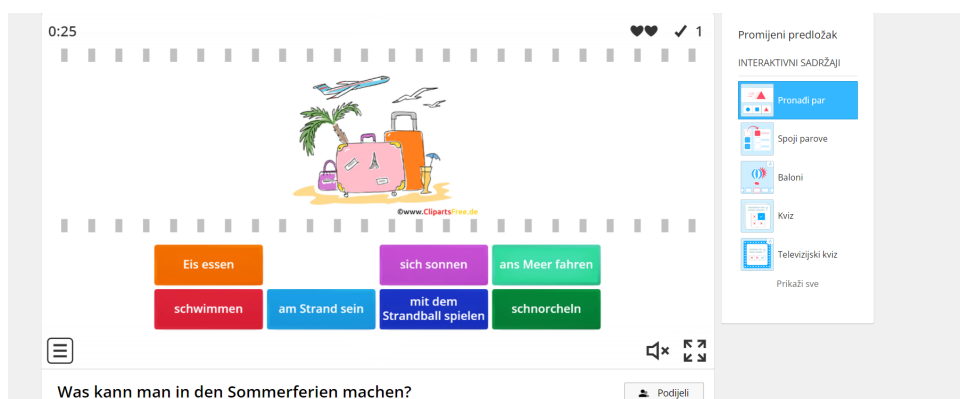 0:25
1
Promijeni predložak
INTERAKTIVNI SADRŽAJI
Pronađi par
Spoji parove
Baloni
Kviz
Televizijski kviz
Prikaži sve
©www.ClipartsFree.de
Eis essen
sich sonnen
ans Meer fahren
schwimmen
am Strand sein
mit dem
Strandball spielen
schnorcheln
Was kann man in den Sommerferien machen?
Podijeli